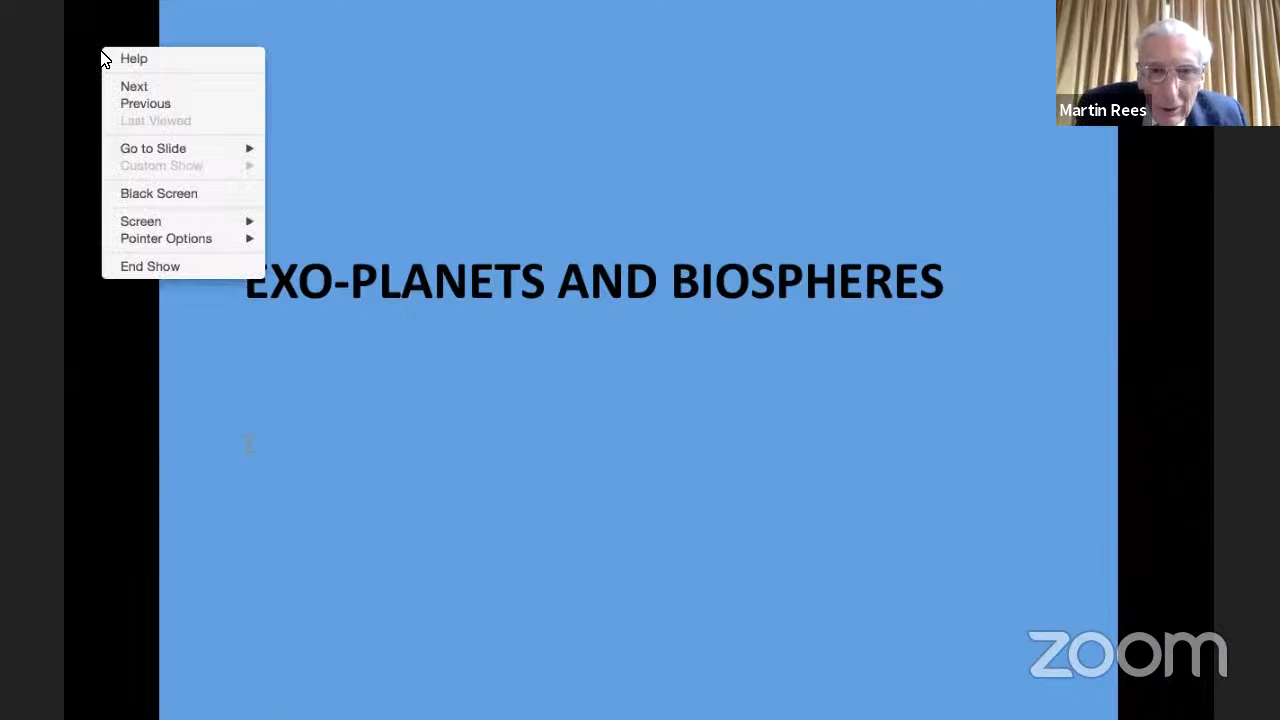 Help
Next
Previous
Last Viewed
Go to Slide
Custom Show
Black Screen
Screen
Pointer Options
End Show
Martin Rees
EXO-PLANETS AND BIOSPHERES
zoom